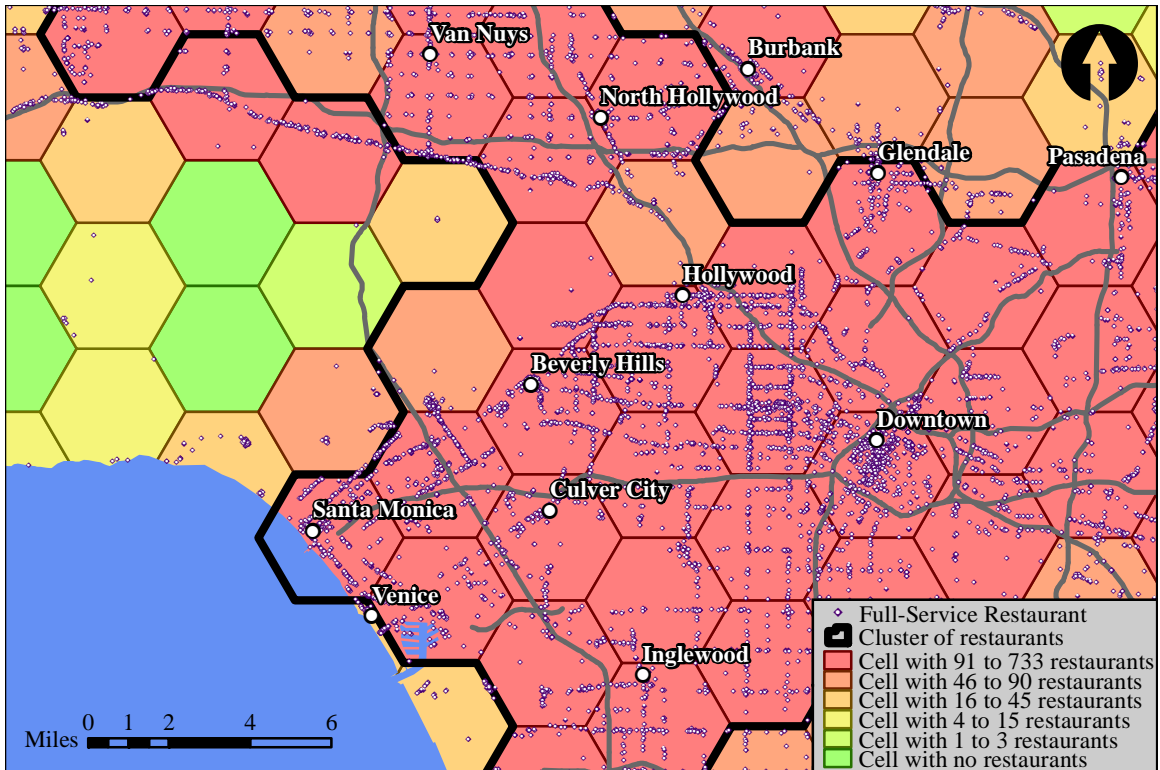 Van Nuys
Burbank
North Hollywood
Glendale
Pasadena
Hollywood
Beverly Hills
Downtown
Culver City
Santa Monica
Venice
Inglewood
Full-Service Restaurant
Cluster of restaurants
Cell with 91 to 733 restaurants
Cell with 46 to 90 restaurants
Cell with 16 to 45 restaurants
Cell with 4 to 15 restaurants
Cell with 1 to 3 restaurants
Cell with no restaurants
0 1 2 4 6
Miles